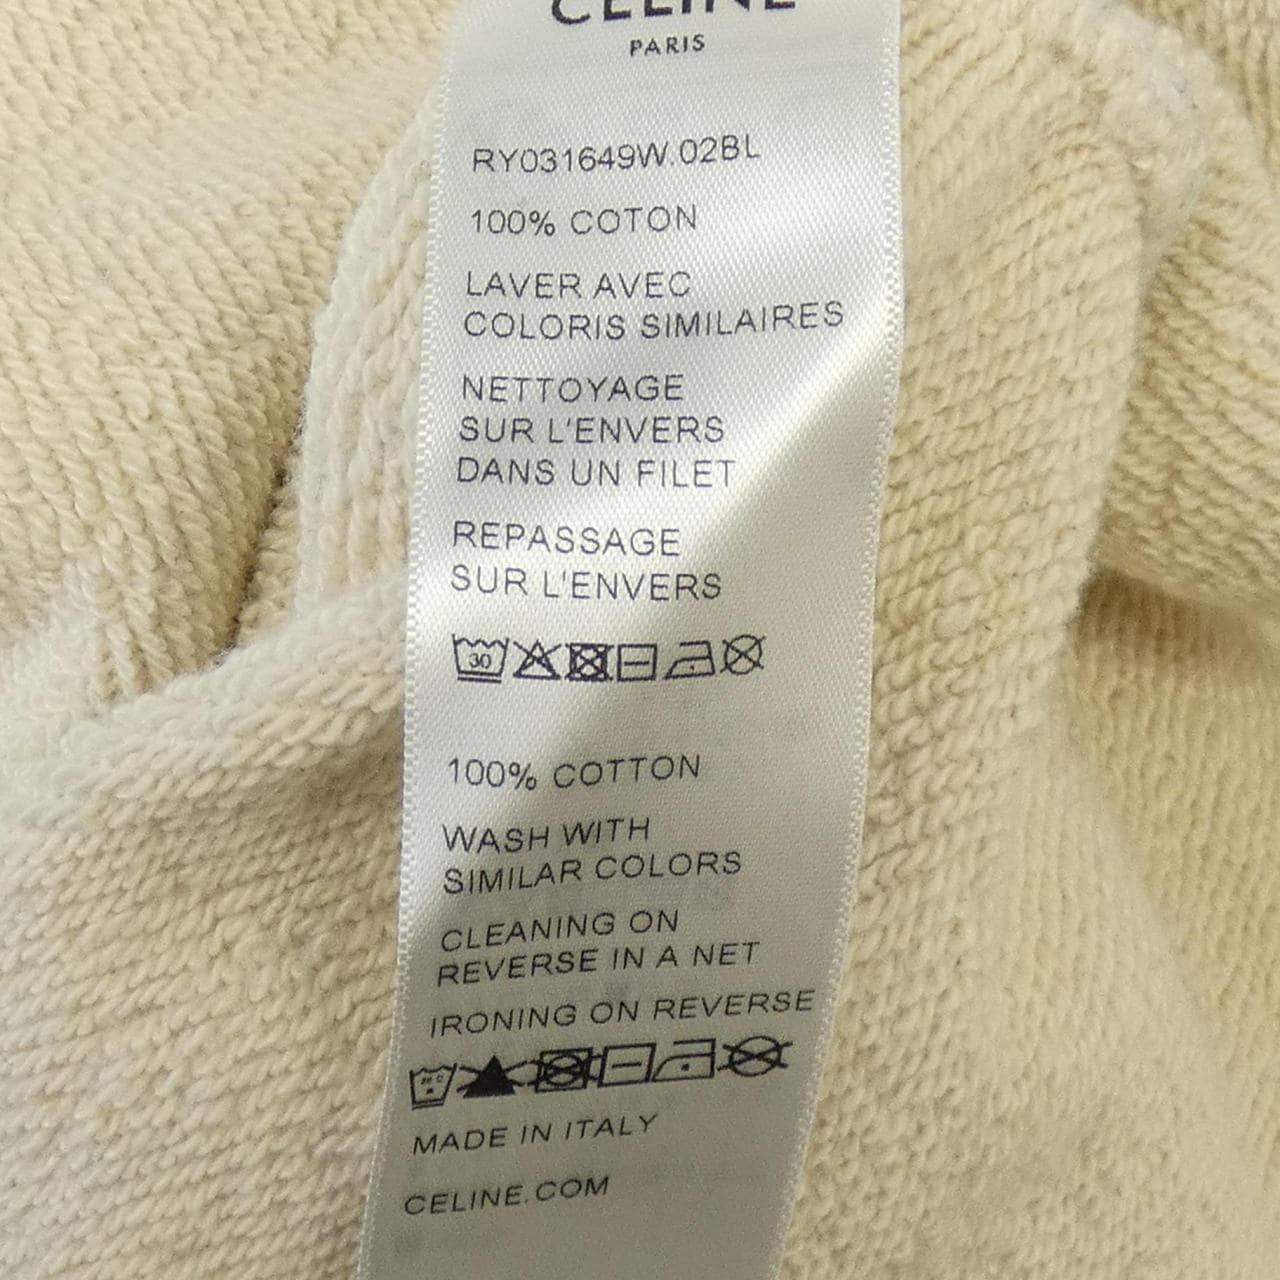 CELINE
PARIS
RY031649W.02BL
100% COTON
LAVER AVEC
COLORIS SIMILAIRES
NETTOYAGE
SUR L'ENVERS
DANS UN FILET
REPASSAGE
SUR L'ENVERS
30
100% COTTON
WASH WITH
SIMILAR COLORS
CLEANING ON
REVERSE IN A NET
IRONING ON REVERSE
MADE IN ITALY
CELINE.COM